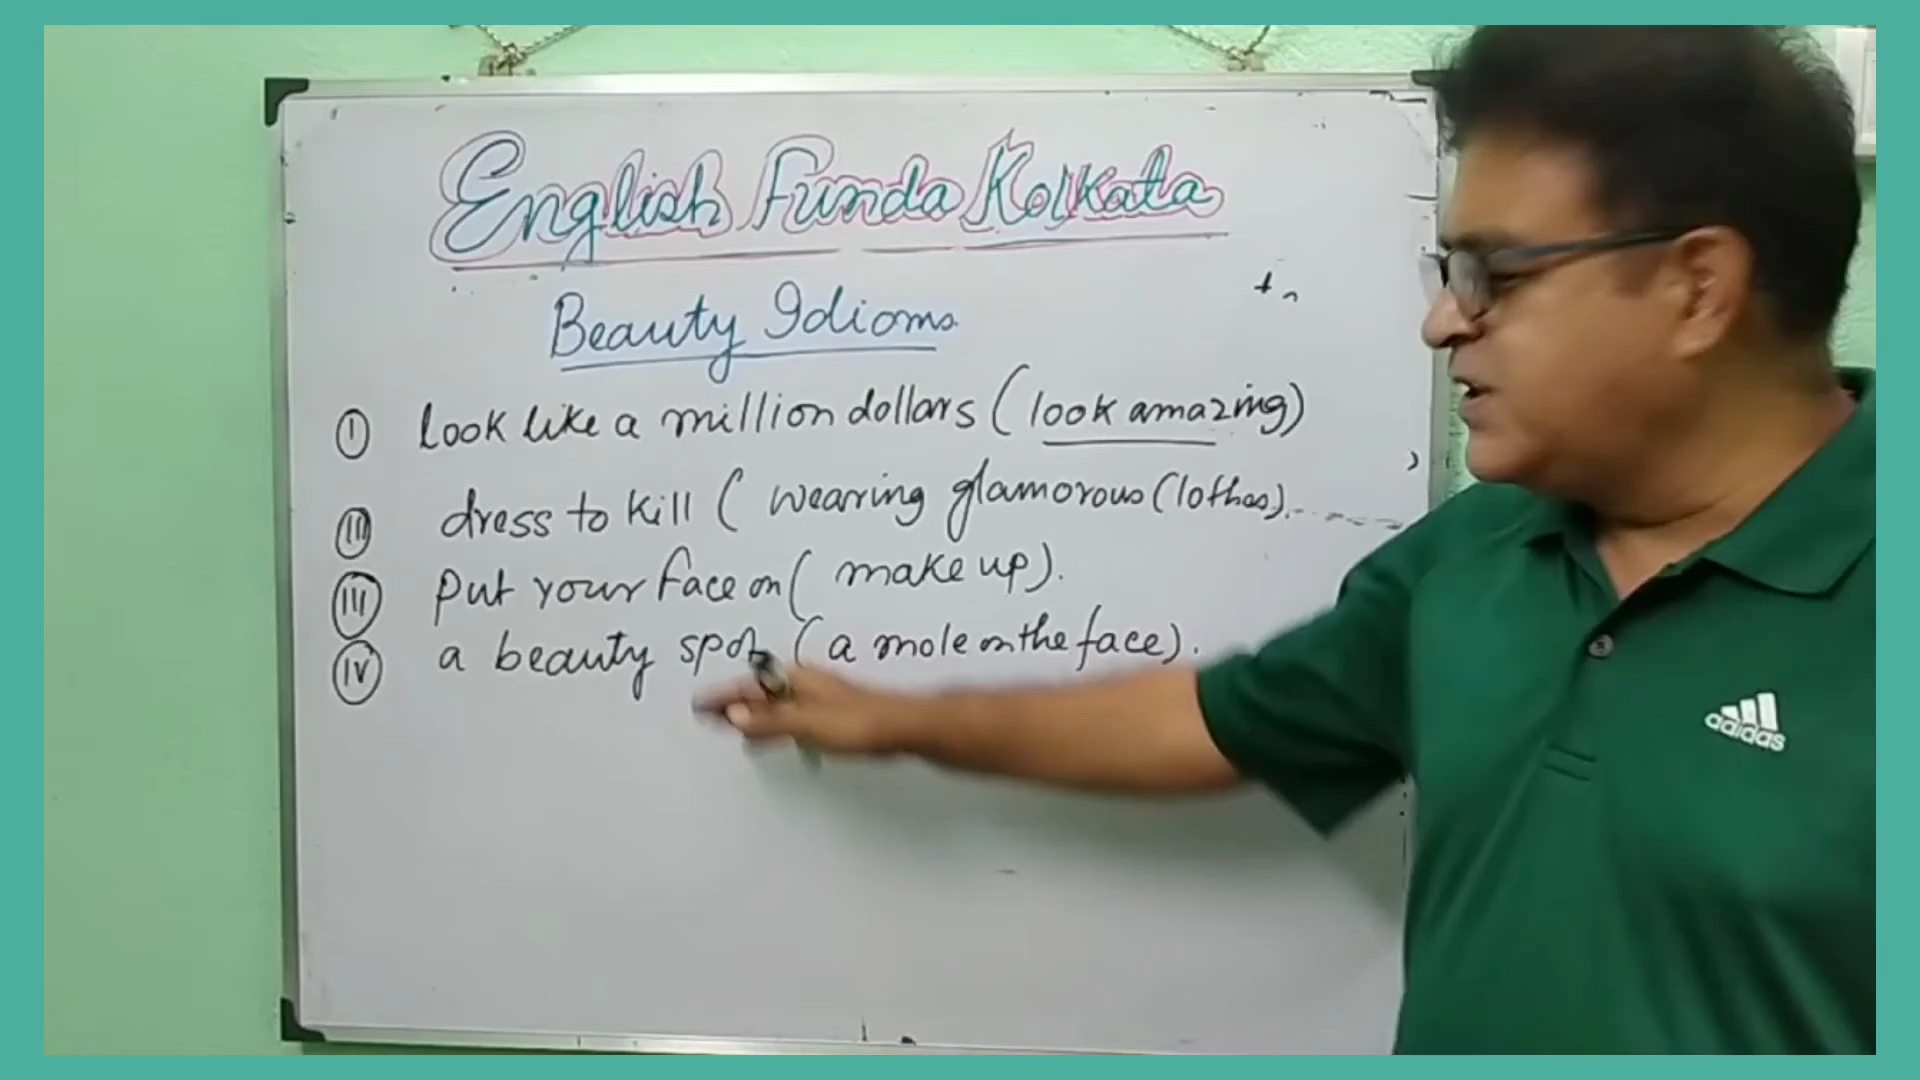 English Funda Kolkata
Beauty Idioms
I look like a million dollars (look amazing)
II dress to kill (wearing glamorous clothes).
III Put your face on (make up).
IV a beauty spot (a mole on the face).
adidas